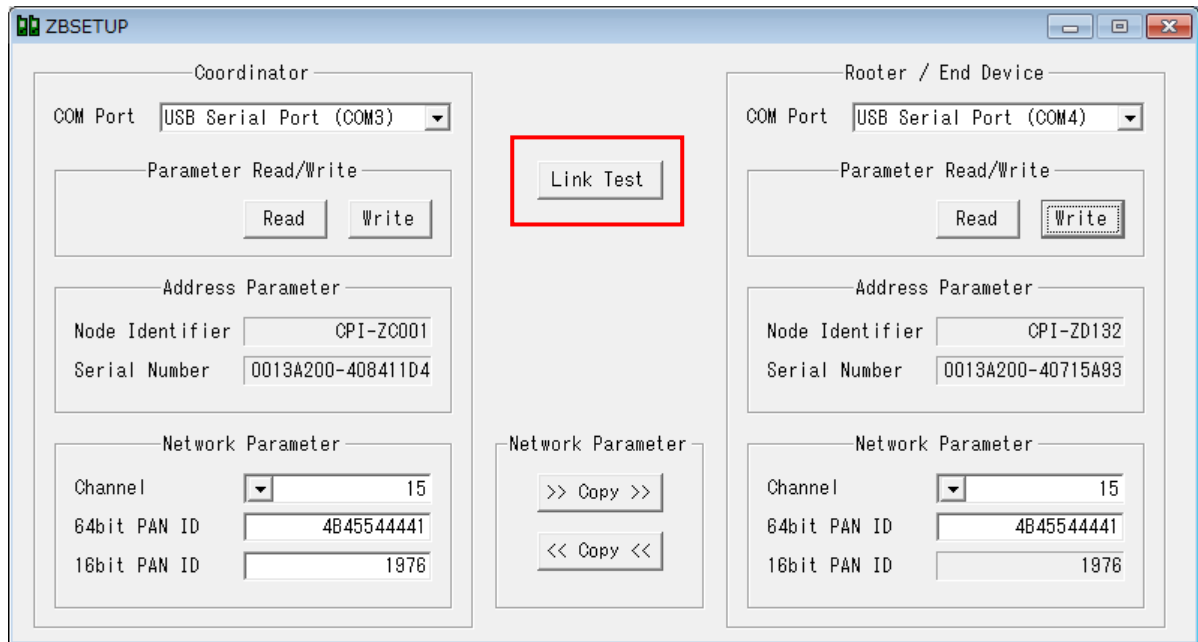 ZBSETUP
Coordinator
COM Port USB Serial Port (COM3)
Parameter Read/Write
Read Write
Address Parameter
Node Identifier CPI-ZC001
Serial Number 0013A200-408411D4
Network Parameter
Channel 15
64bit PAN ID 4B45544441
16bit PAN ID 1976
Link Test
Network Parameter
>> Copy >>
<< Copy <<
Rooter / End Device
COM Port USB Serial Port (COM4)
Parameter Read/Write
Read Write
Address Parameter
Node Identifier CPI-ZD132
Serial Number 0013A200-40715A93
Network Parameter
Channel 15
64bit PAN ID 4B45544441
16bit PAN ID 1976